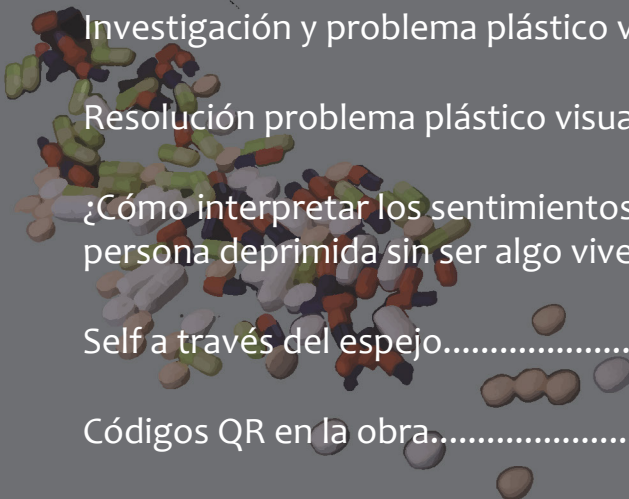 Investigación y problema plástico v
Resolución problema plástico visua
¿Cómo interpretar los sentimientos
persona deprimida sin ser algo vive
Self a través del espejo....................
Códigos QR en la obra.....................